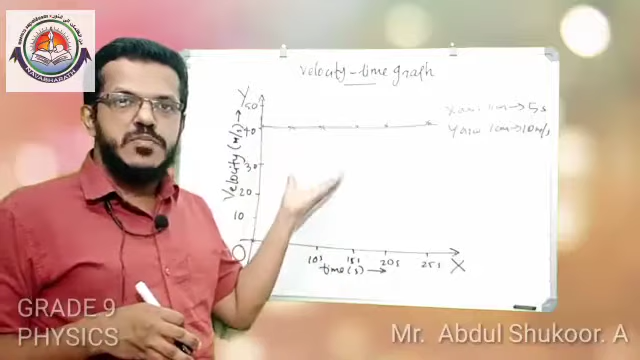 NAVABHARATH
Velocity-time graph
Y
50
40
30
20
10
O
Velocity (m/s) →
10s 15s 20s 25s
time(s) →
X
X axis 1cm → 5s
Y axis 1cm → 10m/s
GRADE 9
PHYSICS
Mr. Abdul Shukoor. A